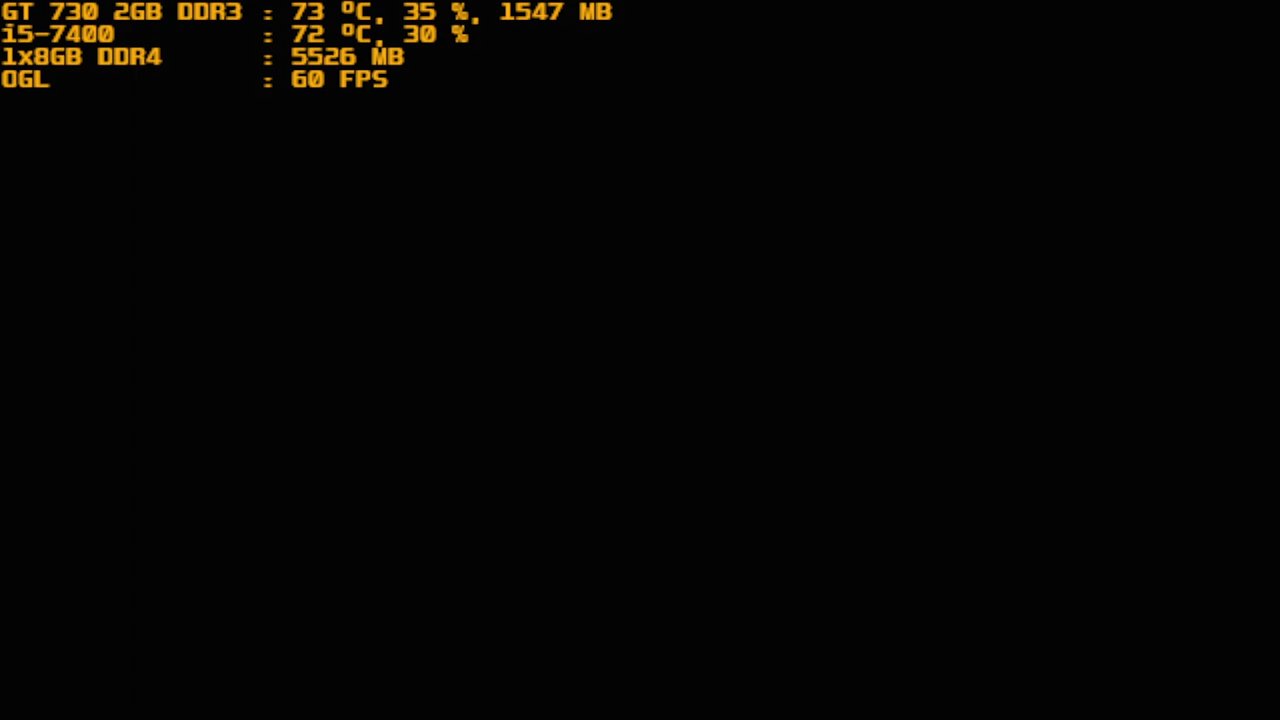 GT 730 2GB DDR3 : 73 ºC, 35 %, 1547 MB
i5-7400 : 72 ºC, 30 %
1x8GB DDR4 : 5526 MB
OGL : 60 FPS